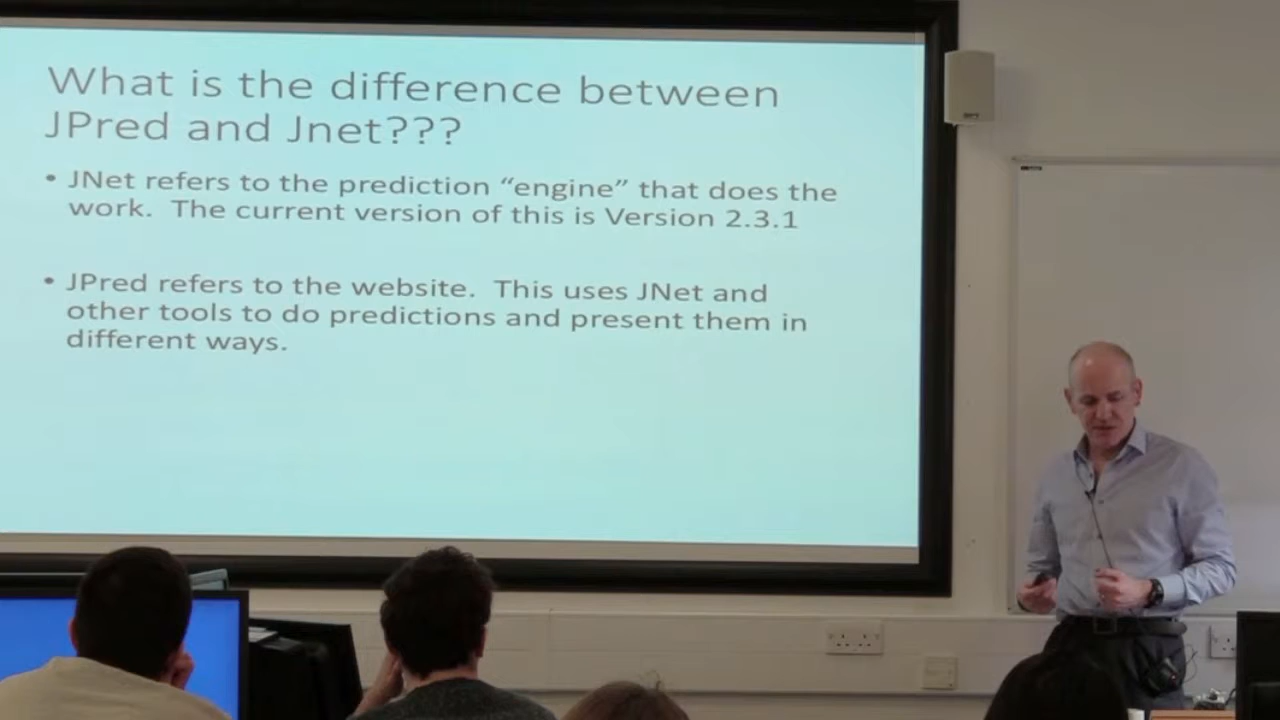 What is the difference between
JPred and Jnet???
• JNet refers to the prediction “engine” that does the
work.  The current version of this is Version 2.3.1
• JPred refers to the website.  This uses JNet and
other tools to do predictions and present them in
different ways.